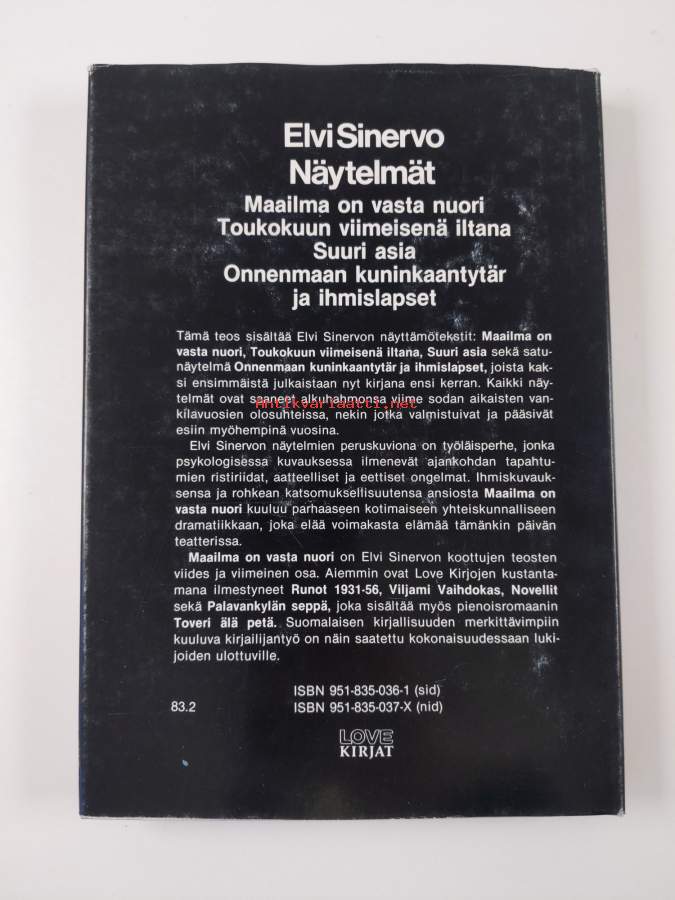 Elvi Sinervo
Näytelmät
Maailma on vasta nuori
Toukokuun viimeisenä iltana
Suuri asia
Onnenmaan kuninkaantytär
ja ihmislapset
Tämä teos sisältää Elvi Sinervon näyttämötekstit: Maailma on
vasta nuori, Toukokuun viimeisenä iltana, Suuri asia sekä satu-
näytelmä Onnenmaan kuninkaantytär ja ihmislapset, joista kak-
si ensimmäistä julkaistaan nyt kirjana ensi kerran. Kaikki näy-
telmät ovat saaneet alkuhahmonsa viime sodan aikaisten van-
Antikvariaatti.net
kilavuosien olosuhteissa, nekin jotka valmistuivat ja pääsivät
esiin myöhempinä vuosina.
Elvi Sinervon näytelmien peruskuviona on työläisperhe, jonka
psykologisessa kuvauksessa ilmenevät ajankohdan tapahtu-
mien ristiriidat, aatteelliset ja eettiset ongelmat. Ihmiskuvauk-
sensa ja rohkean katsomuksellisuutensa ansiosta Maailma on
vasta nuori kuuluu parhaaseen kotimaiseen yhteiskunnalliseen
dramatiikkaan, joka elää voimakasta elämää tämänkin päivän
teatterissa.
Maailma on vasta nuori on Elvi Sinervon koottujen teosten
viides ja viimeinen osa. Aiemmin ovat Love Kirjojen kustanta-
mana ilmestyneet Runot 1931-56, Viljami Vaihdokas, Novellit
sekä Palavankylän seppä, joka sisältää myös pienoisromaanin
Toveri älä petä. Suomalaisen kirjallisuuden merkittävimpiin
kuuluva kirjailijantyö on näin saatettu kokonaisuudessaan luki-
joiden ulottuville.
ISBN 951-835-036-1 (sid)
83.2 ISBN 951-835-037-X (nid)
LOVE
KIRJAT